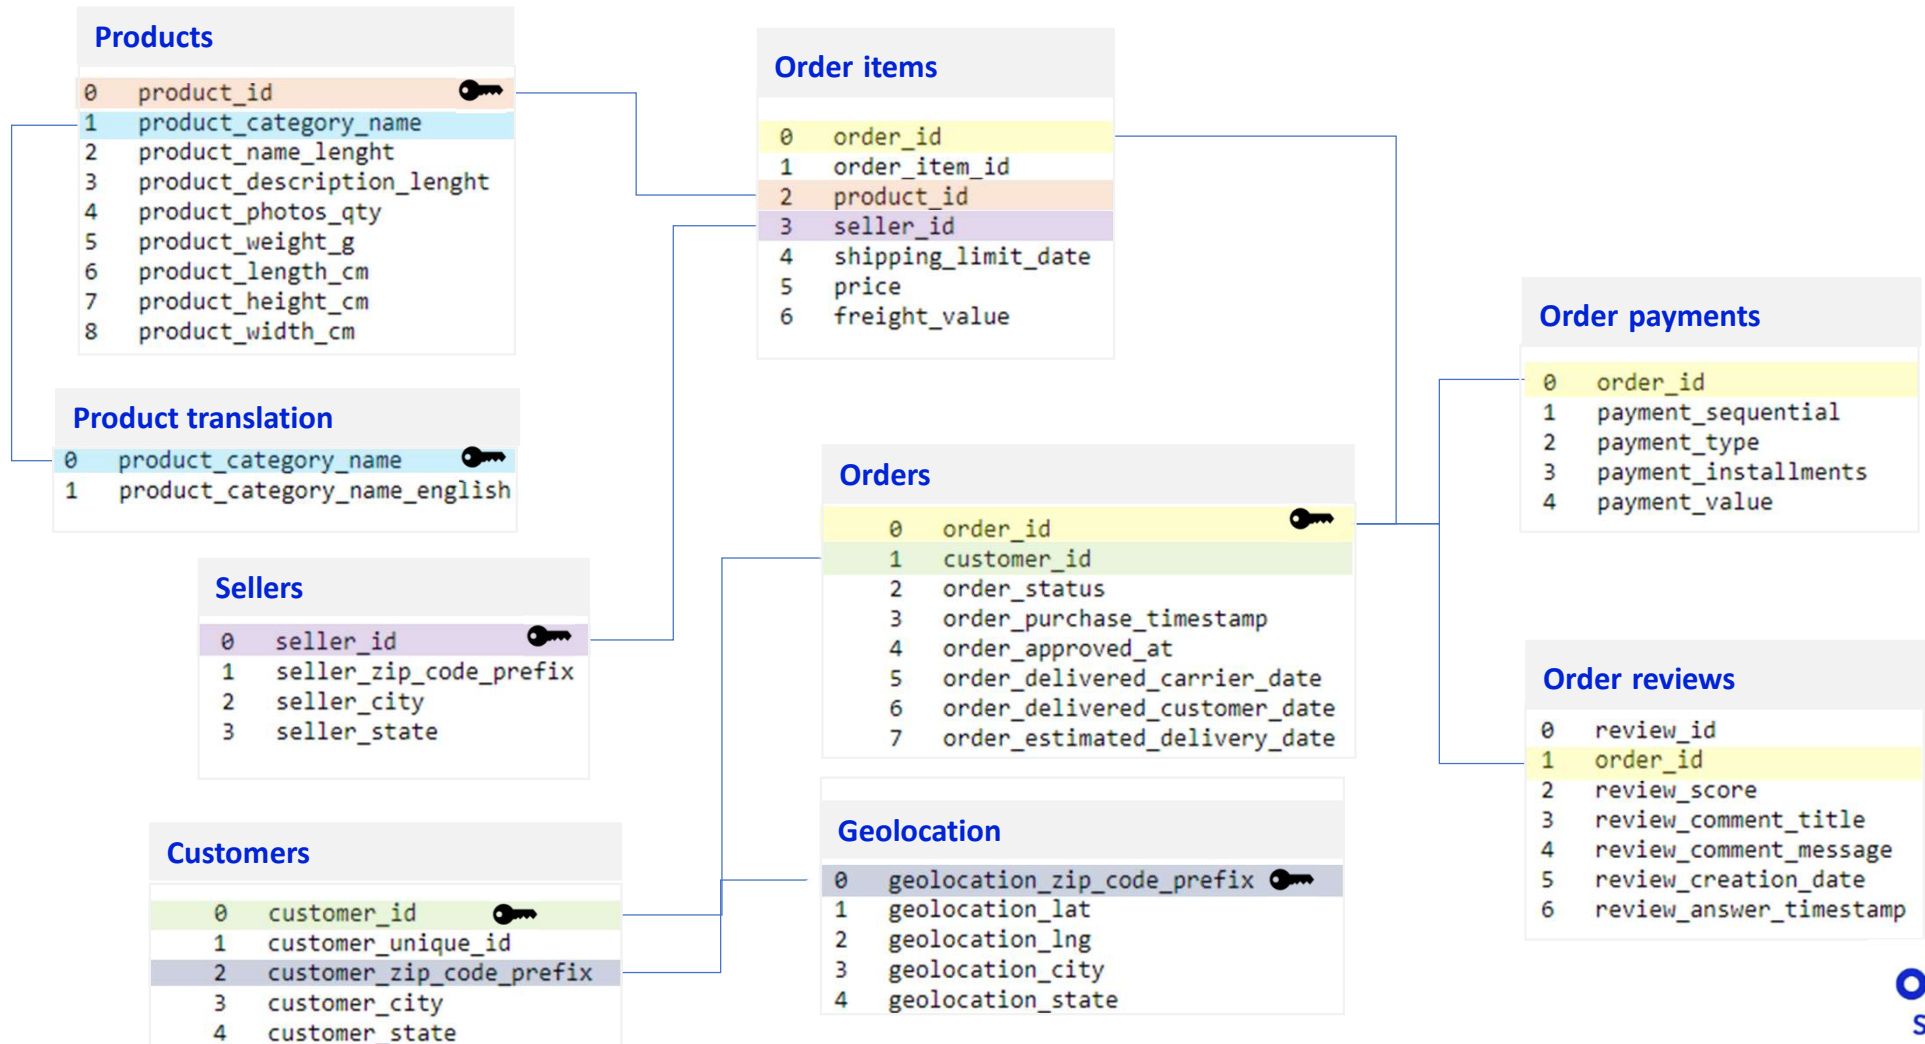 Products
0 product_id
1 product_category_name
2 product_name_lenght
3 product_description_lenght
4 product_photos_qty
5 product_weight_g
6 product_length_cm
7 product_height_cm
8 product_width_cm
Product translation
0 product_category_name
1 product_category_name_english
Sellers
0 seller_id
1 seller_zip_code_prefix
2 seller_city
3 seller_state
Customers
0 customer_id
1 customer_unique_id
2 customer_zip_code_prefix
3 customer_city
4 customer_state
Order items
0 order_id
1 order_item_id
2 product_id
3 seller_id
4 shipping_limit_date
5 price
6 freight_value
Orders
0 order_id
1 customer_id
2 order_status
3 order_purchase_timestamp
4 order_approved_at
5 order_delivered_carrier_date
6 order_delivered_customer_date
7 order_estimated_delivery_date
Geolocation
0 geolocation_zip_code_prefix
1 geolocation_lat
2 geolocation_lng
3 geolocation_city
4 geolocation_state
Order payments
0 order_id
1 payment_sequential
2 payment_type
3 payment_installments
4 payment_value
Order reviews
0 review_id
1 order_id
2 review_score
3 review_comment_title
4 review_comment_message
5 review_creation_date
6 review_answer_timestamp